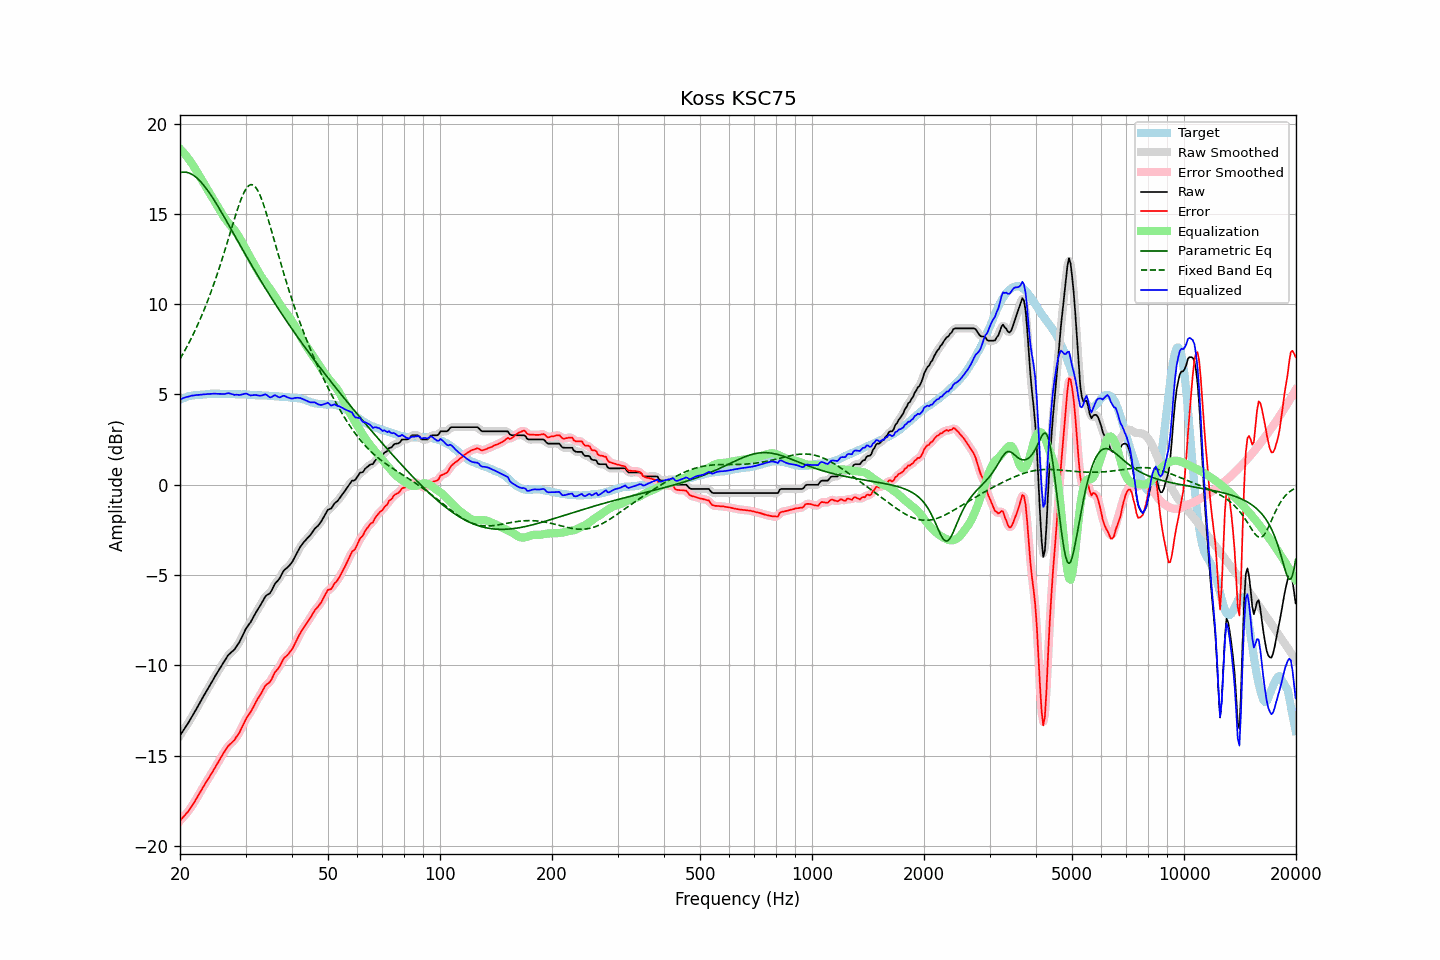 Koss KSC75
Amplitude (dBr)
20
15
10
5
0
−5
−10
−15
−20
20
50
100
200
500
1000
2000
5000
10000
20000
Frequency (Hz)
Target
Raw Smoothed
Error Smoothed
Raw
Error
Equalization
Parametric Eq
Fixed Band Eq
Equalized